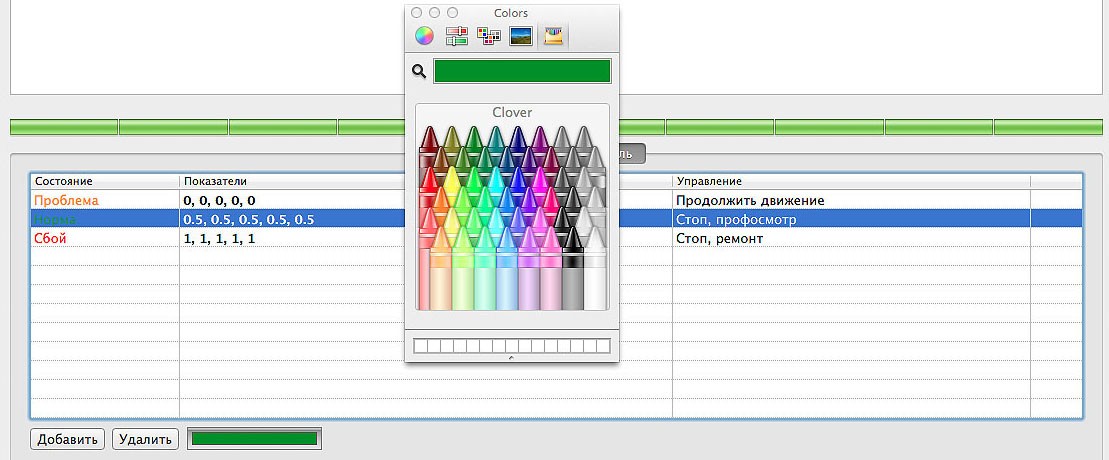 Colors
Clover
ль
Состояние Показатели Управление
Проблема 0, 0, 0, 0, 0 Продолжить движение
Норма 0.5, 0.5, 0.5, 0.5, 0.5 Стоп, профосмотр
Сбой 1, 1, 1, 1, 1 Стоп, ремонт
Добавить Удалить